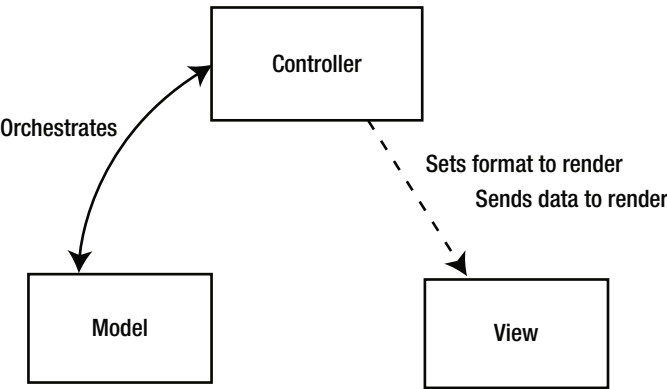 Controller
Orchestrates
Sets format to render
Sends data to render
Model
View